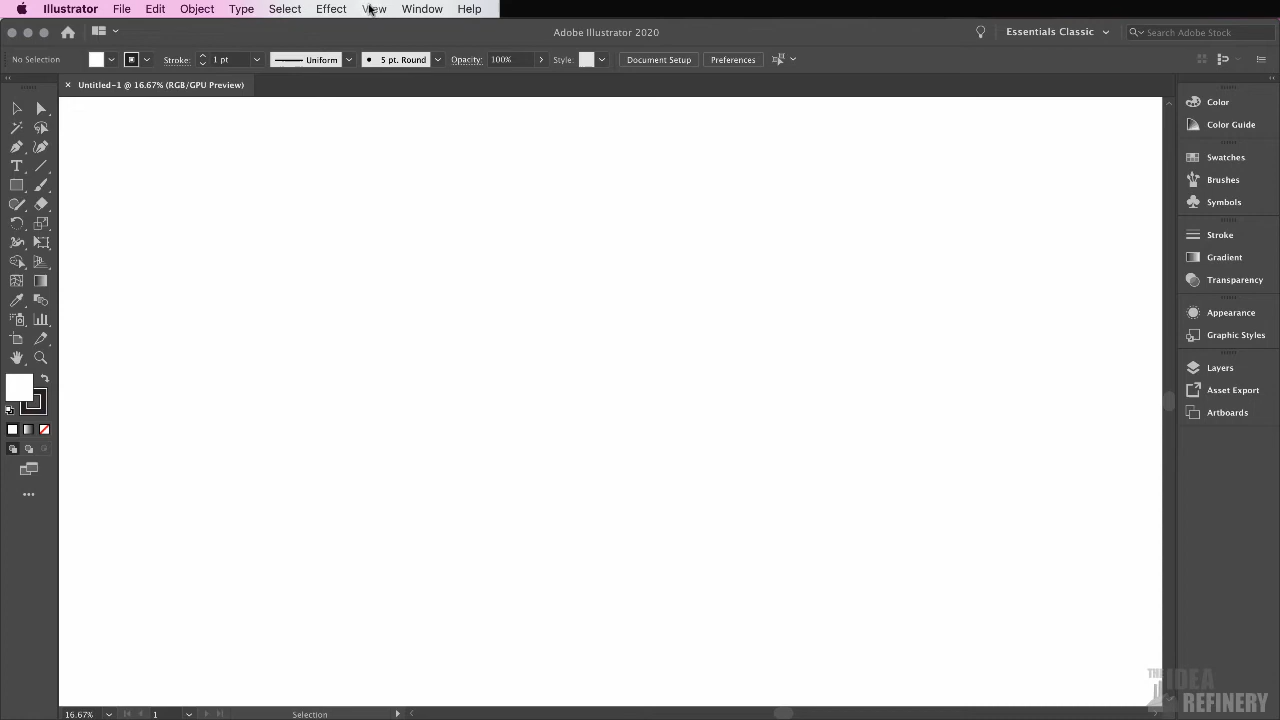 Illustrator File Edit Object Type Select Effect View Window Help
Adobe Illustrator 2020
Essentials Classic
Search Adobe Stock
No Selection
Stroke: 1 pt
Uniform
5 pt. Round
Opacity: 100%
Style:
Document Setup
Preferences
Untitled-1 @ 16.67% (RGB/GPU Preview)
Color
Color Guide
Swatches
Brushes
Symbols
Stroke
Gradient
Transparency
Appearance
Graphic Styles
Layers
Asset Export
Artboards
THE IDEA
REFINERY
16.67%
1
Selection